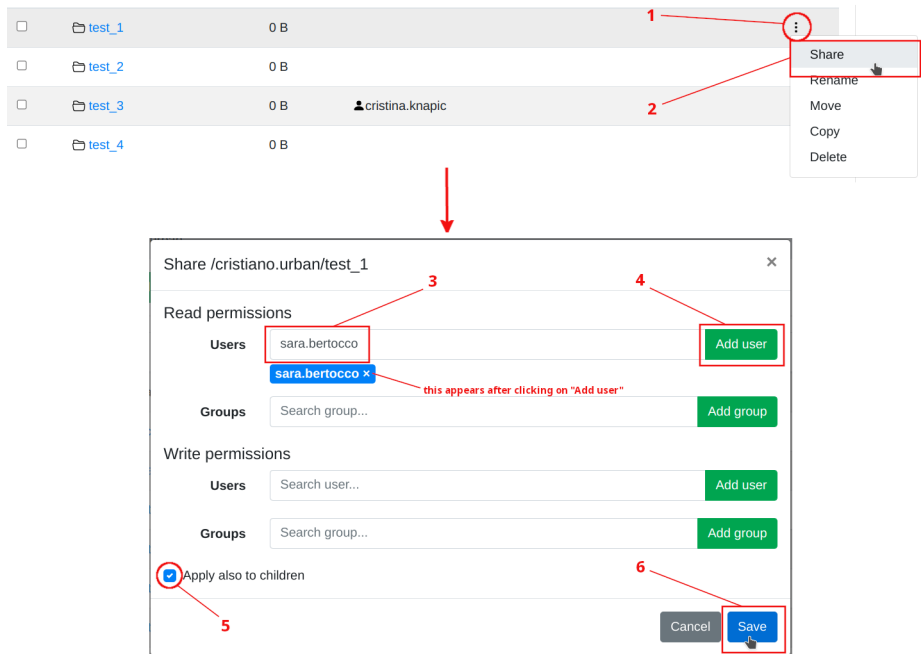 1
test_1 0 B
Share
test_2 0 B
Rename
2
test_3 0 B cristina.knapic
Move
Copy
test_4 0 B
Delete
Share /cristiano.urban/test_1 ×
3
4
Read permissions
Users sara.bertocco Add user
sara.bertocco ×
this appears after clicking on "Add user"
Groups Search group... Add group
Write permissions
Users Search user... Add user
Groups Search group... Add group
Apply also to children
6
5
Cancel Save